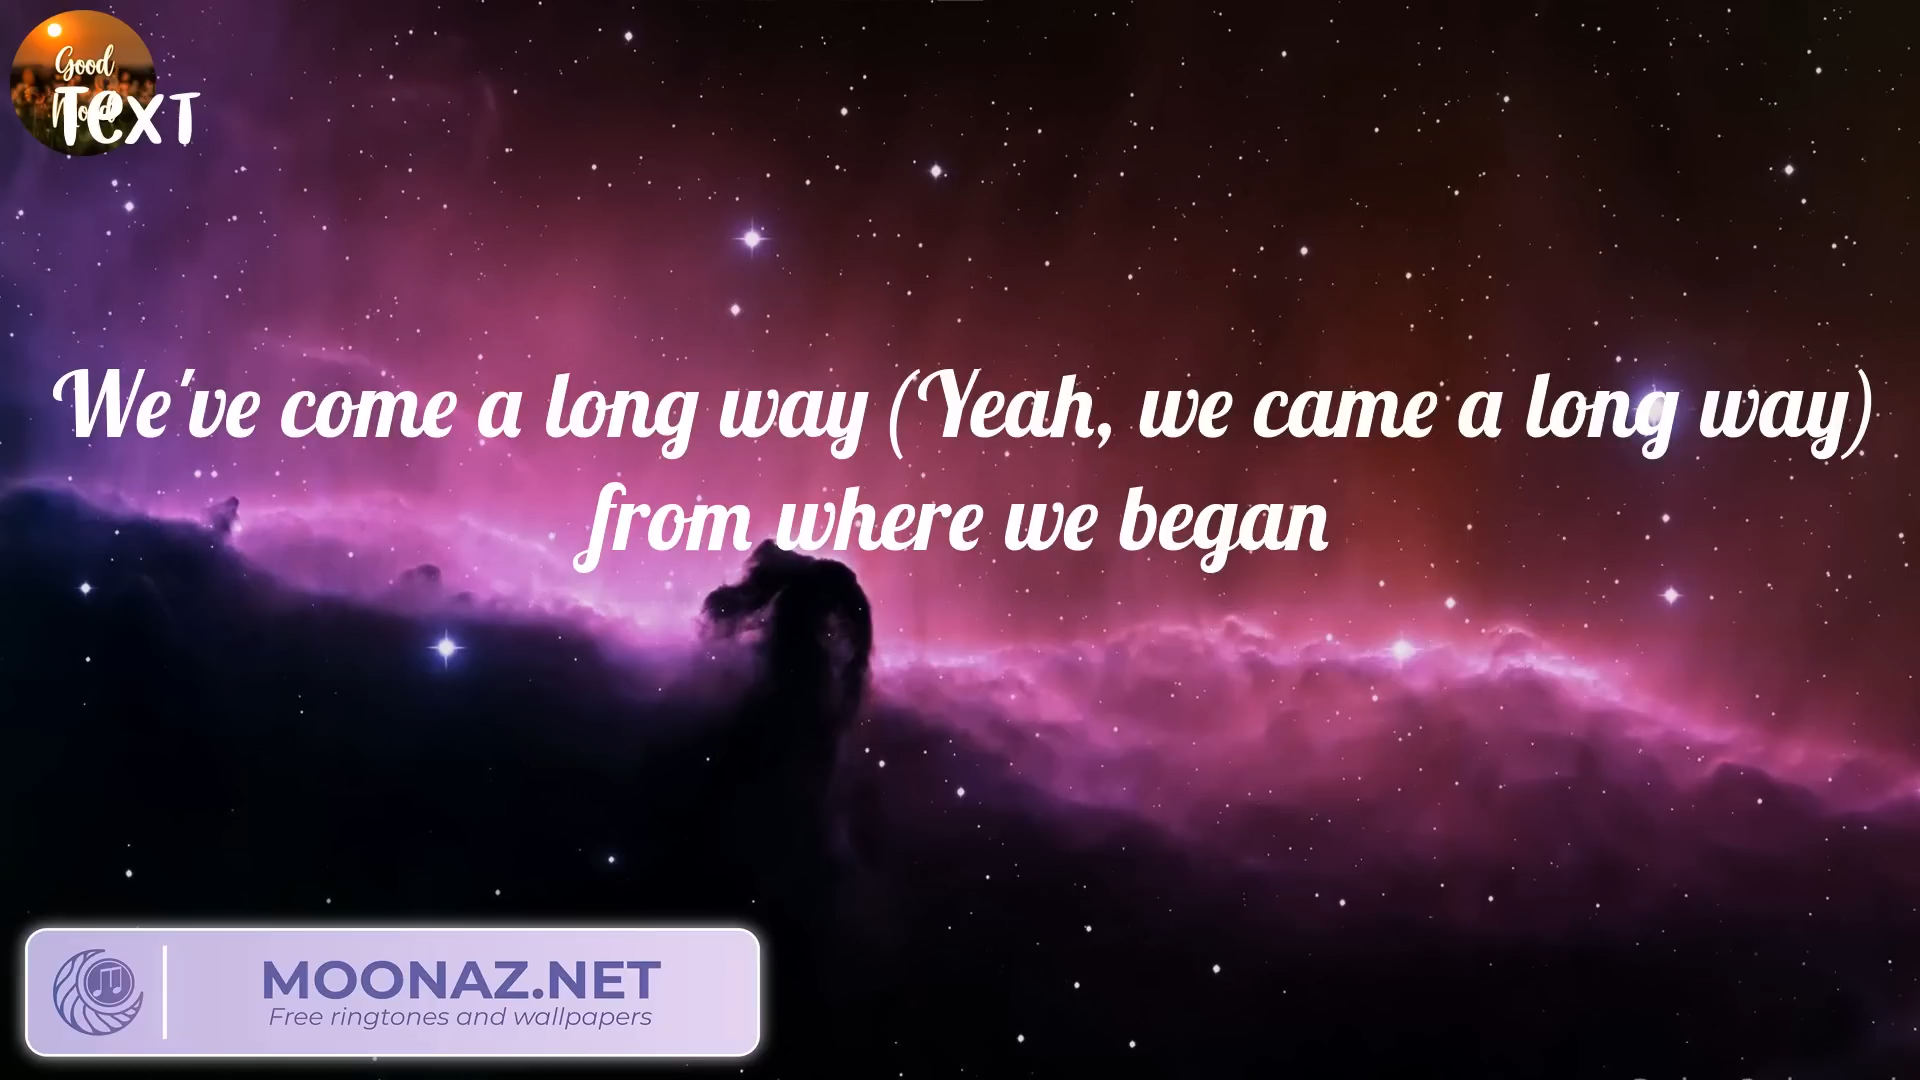 Good
Text
We've come a long way (Yeah, we came a long way)
from where we began
MOONAZ.NET
Free ringtones and wallpapers